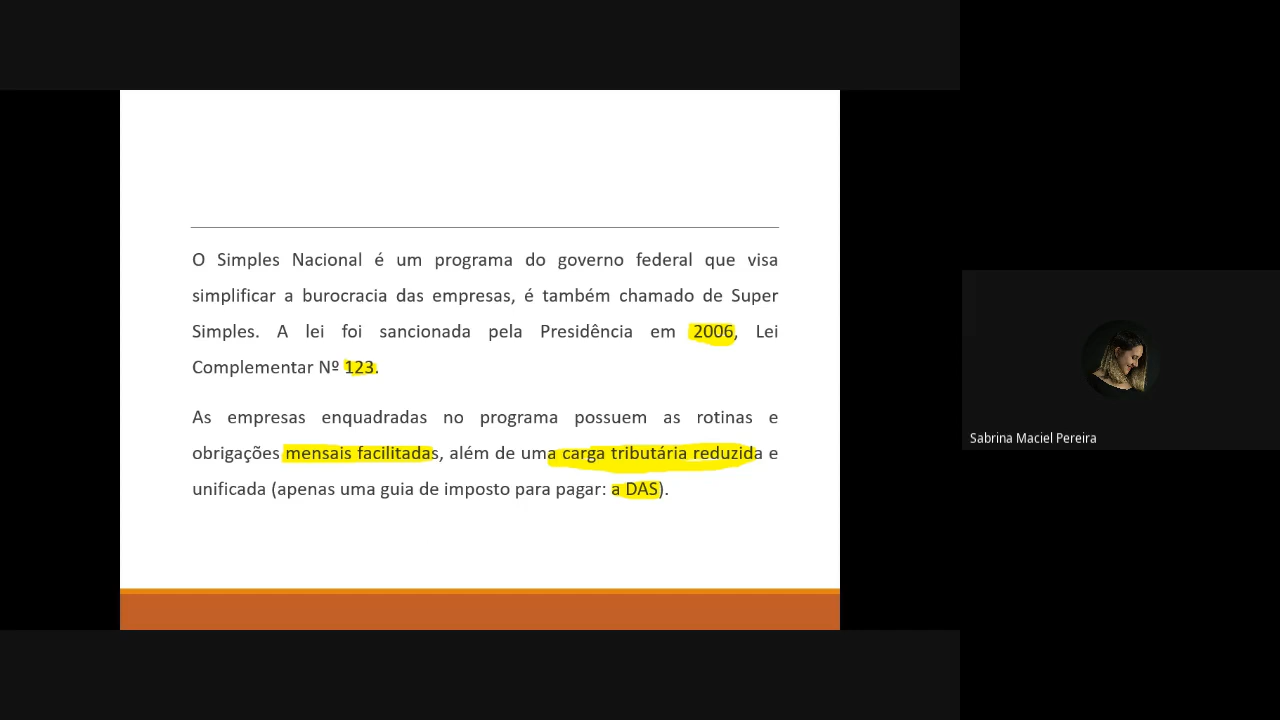 O Simples Nacional é um programa do governo federal que visa
simplificar a burocracia das empresas, é também chamado de Super
Simples. A lei foi sancionada pela Presidência em 2006, Lei
Complementar Nº 123.
As empresas enquadradas no programa possuem as rotinas e
obrigações mensais facilitadas, além de uma carga tributária reduzida e
unificada (apenas uma guia de imposto para pagar: a DAS).
Sabrina Maciel Pereira